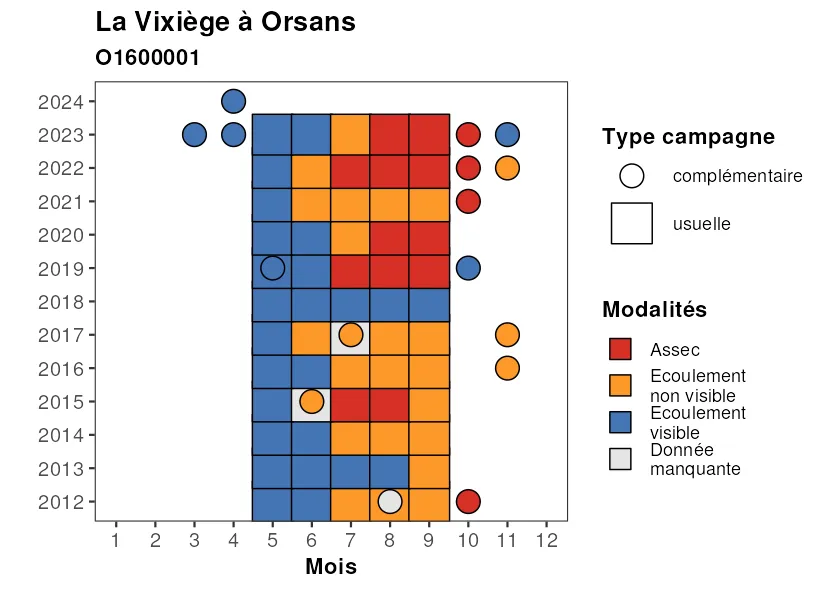 La Vixiège à Orsans
O1600001
2024
2023
2022
2021
2020
2019
2018
2017
2016
2015
2014
2013
2012
1 2 3 4 5 6 7 8 9 10 11 12
Mois
Type campagne
complémentaire
usuelle
Modalités
Assec
Ecoulement
non visible
Ecoulement
visible
Donnée
manquante